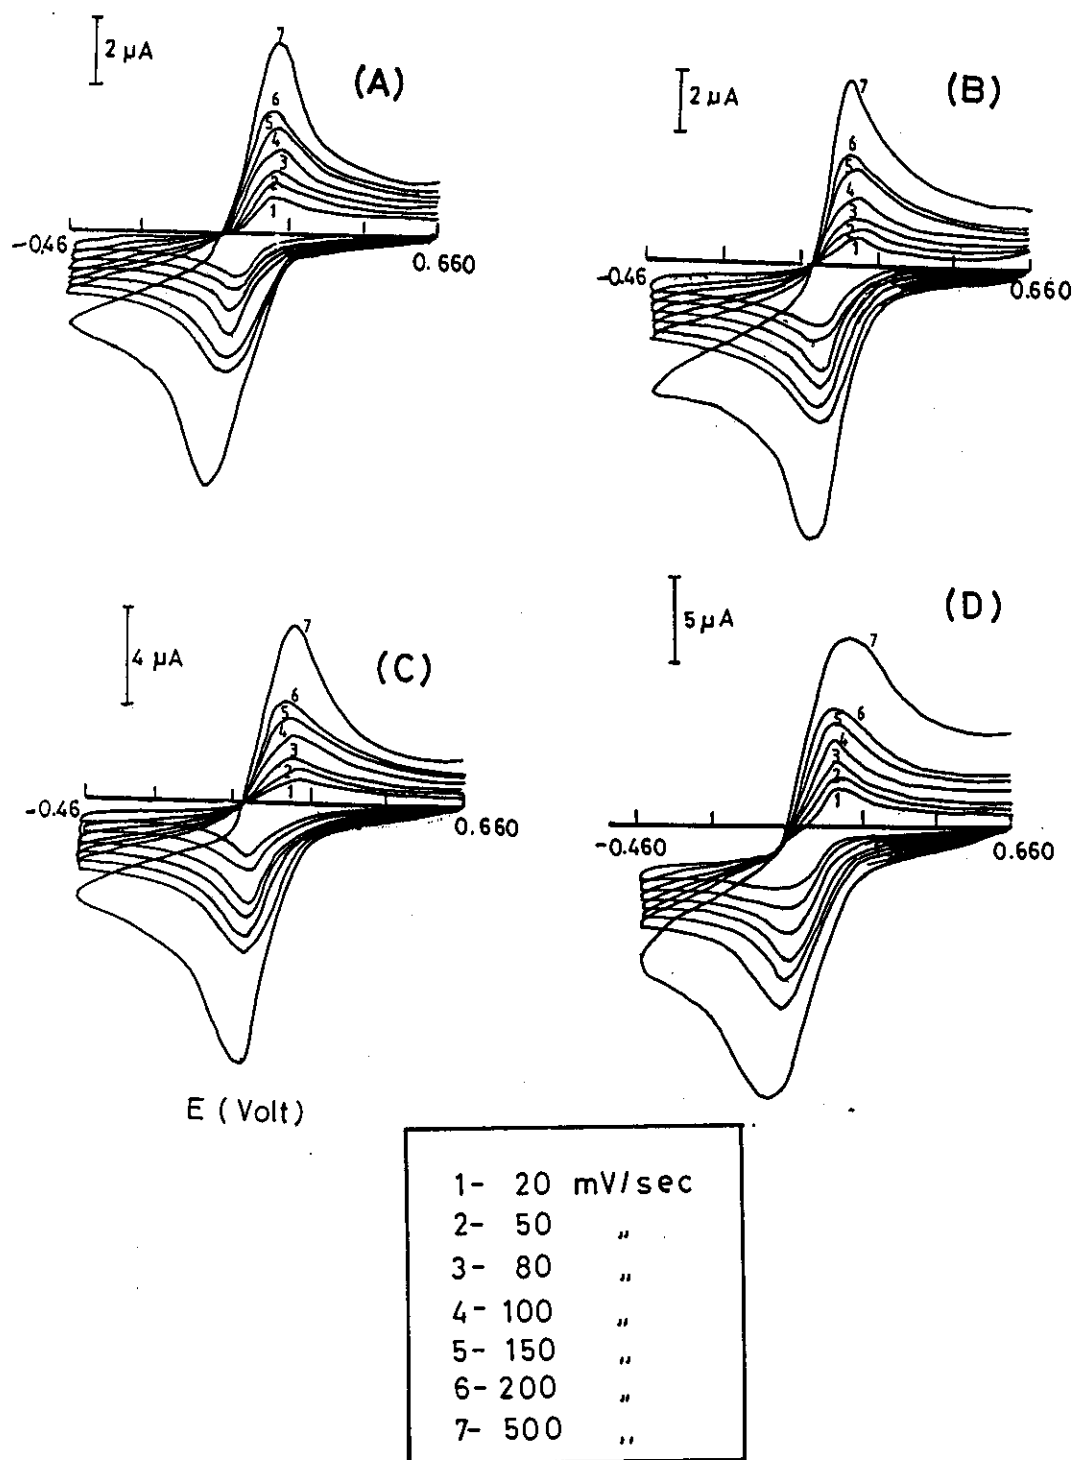 2 μA
(A)
7
6
5
4
3
2
1
-0.46
0.660
2 μA
(B)
7
6
5
4
3
2
1
-0.46
0.660
4 μA
(C)
7
6
5
4
3
2
1
-0.46
0.660
5 μA
(D)
7
6
5
4
3
2
1
-0.460
0.660
E (Volt)
1- 20 mV/sec
2- 50 „
3- 80 „
4- 100 „
5- 150 „
6- 200 „
7- 500 „